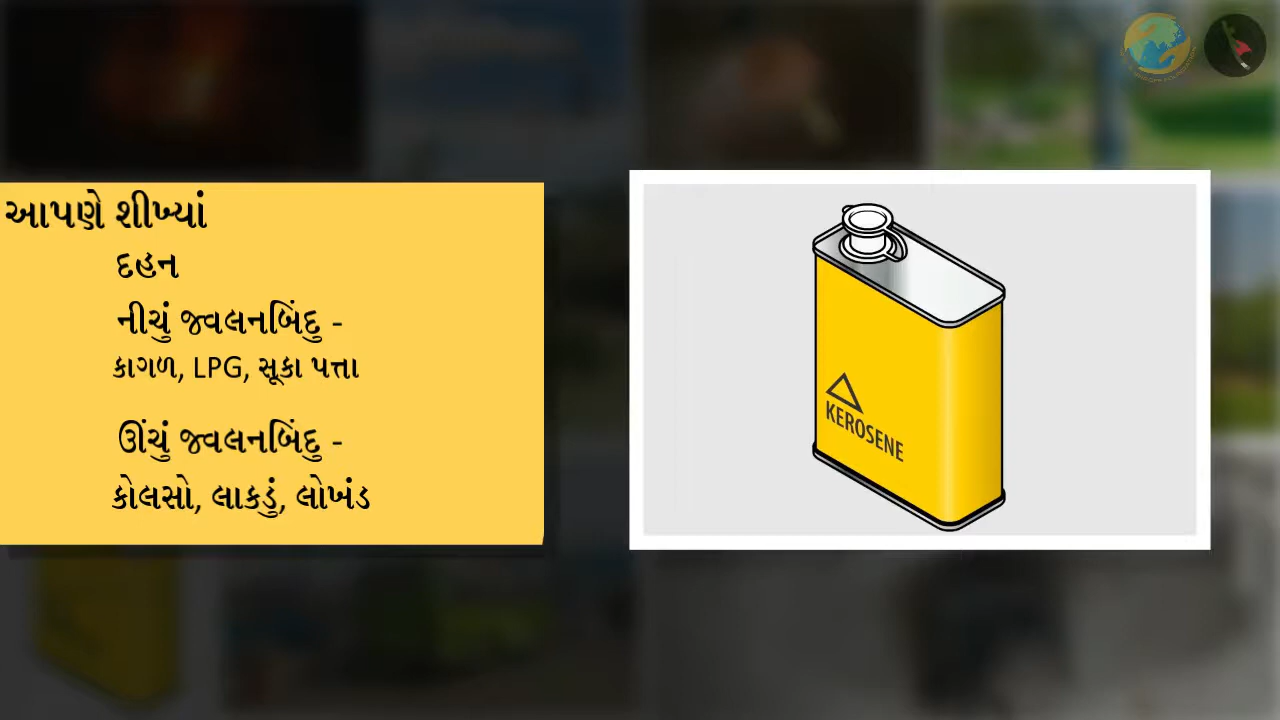 આપણે શીખ્યાં
દહન
નીચું જ્વલનબિંદુ -
કાગળ, LPG, સૂકા પત્તા
ઊંચું જ્વલનબિંદુ -
કોલસો, લાકડું, લોખંડ
KEROSENE